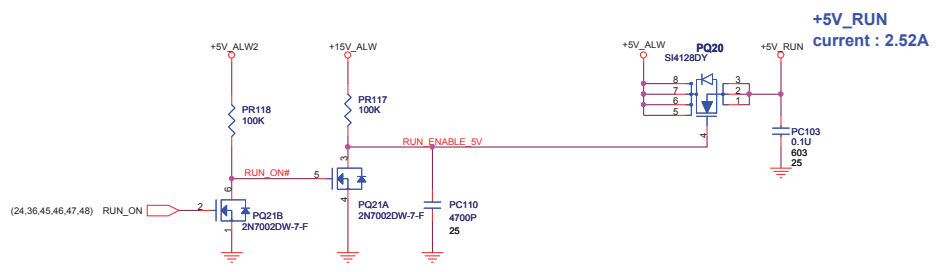 +5V_RUN
current : 2.52A
+5V_ALW2
+15V_ALW
+5V_ALW
PQ20
SI4128DY
+5V_RUN
8
7
6
5
3
2
1
4
PR118
100K
PR117
100K
PC103
0.1U
603
25
RUN_ENABLE_5V
3
RUN_ON#
5
4
PQ21A
2N7002DW-7-F
PC110
4700P
25
6
(24,36,45,46,47,48) RUN_ON
2
1
PQ21B
2N7002DW-7-F